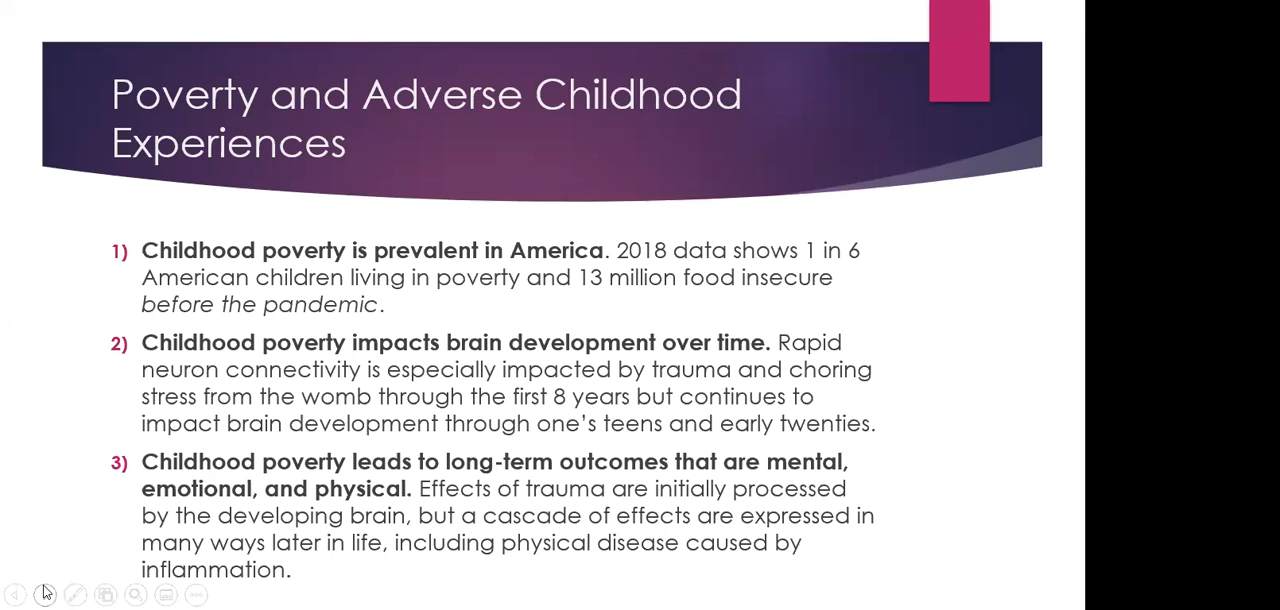 Poverty and Adverse Childhood
Experiences
1) Childhood poverty is prevalent in America. 2018 data shows 1 in 6
American children living in poverty and 13 million food insecure
before the pandemic.
2) Childhood poverty impacts brain development over time. Rapid
neuron connectivity is especially impacted by trauma and choring
stress from the womb through the first 8 years but continues to
impact brain development through one’s teens and early twenties.
3) Childhood poverty leads to long-term outcomes that are mental,
emotional, and physical. Effects of trauma are initially processed
by the developing brain, but a cascade of effects are expressed in
many ways later in life, including physical disease caused by
inflammation.